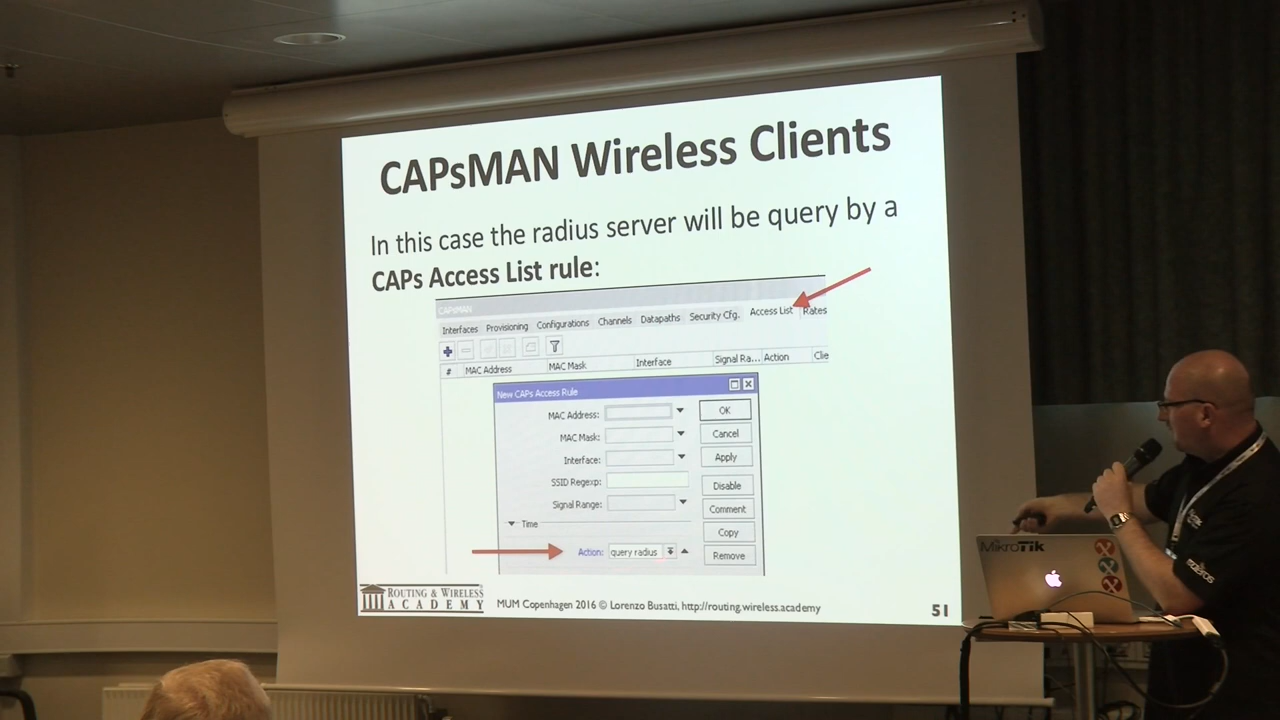 CAPsMAN Wireless Clients
In this case the radius server will be query by a
CAPs Access List rule:
CAPsMAN
Interfaces Provisioning Configurations Channels Datapaths Security Cfg. Access List Rates
# MAC Address MAC Mask Interface Signal Ra... Action Clie
New CAPs Access Rule
MAC Address: OK
MAC Mask: Cancel
Interface: Apply
SSID Regexp: Disable
Signal Range: Comment
Time Copy
Action: query radius Remove
ROUTING & WIRELESS
ACADEMY
MUM Copenhagen 2016 © Lorenzo Busatti, http://routing.wireless.academy
51
MikroTik